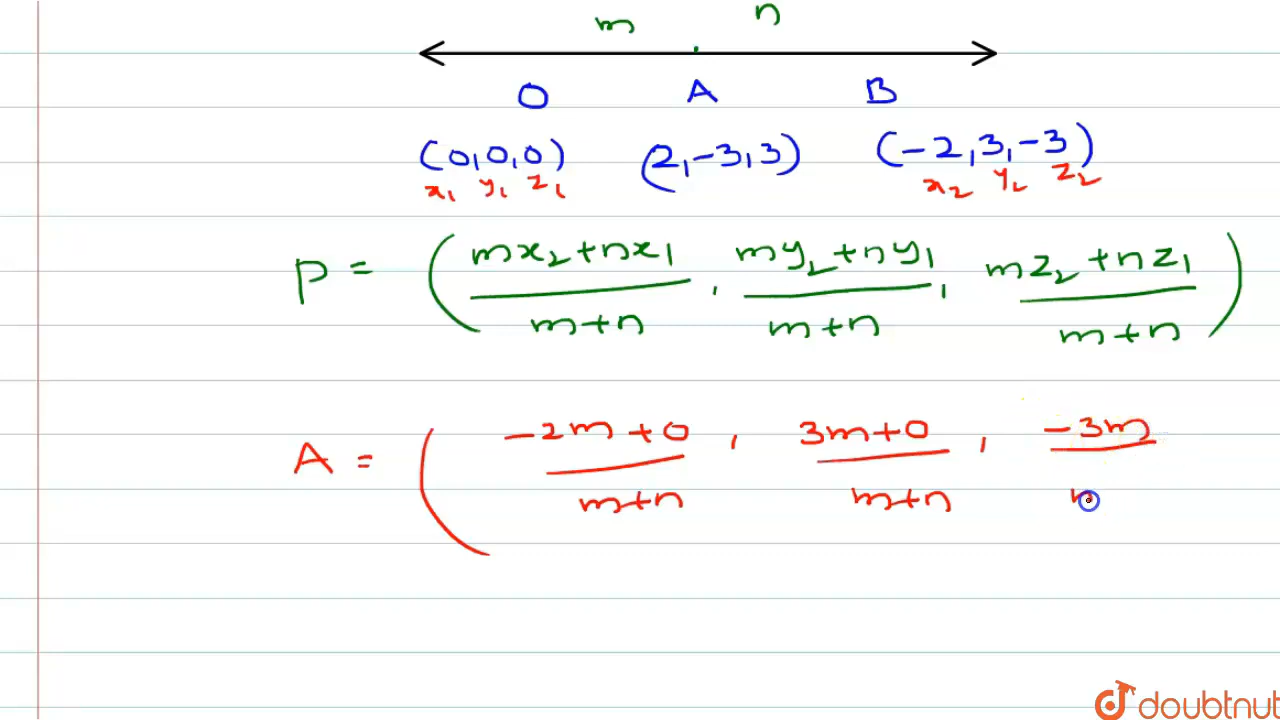 m n
O A B
(0,0,0) (2,-3,3) (-2,3,-3)
x₁ y₁ z₁ x₂ y₂ z₂
P = (mx₂+nx₁/m+n, my₂+ny₁/m+n, mz₂+nz₁/m+n)
A = (-2m+0/m+n, 3m+0/m+n, -3m/
doubtnut